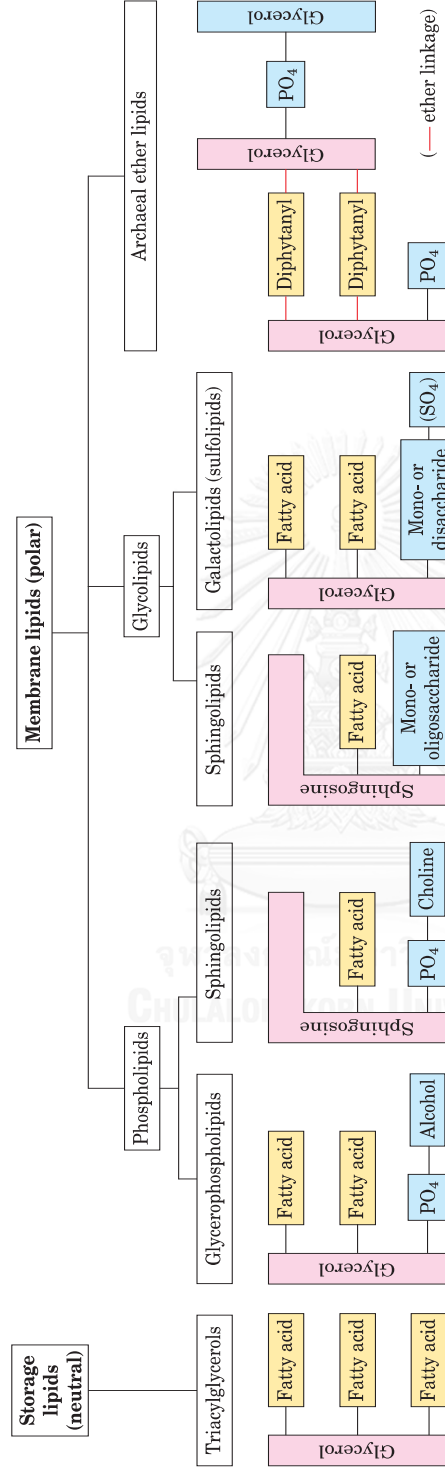 Storage
lipids
(neutral)
Membrane lipids (polar)
Phospholipids
Glycolipids
Archaeal ether lipids
Triacylglycerols
Glycerophospholipids
Sphingolipids
Sphingolipids
Galactolipids (sulfolipids)
Glycerol
Fatty acid
Fatty acid
Fatty acid
Glycerol
Fatty acid
Fatty acid
PO4
Alcohol
Sphingosine
Fatty acid
PO4
Choline
Sphingosine
Fatty acid
Mono- or
oligosaccharide
Glycerol
Fatty acid
Fatty acid
Mono- or
disaccharide
(SO4)
Glycerol
Diphytanyl
Diphytanyl
PO4
Glycerol
PO4
Glycerol
( — ether linkage)